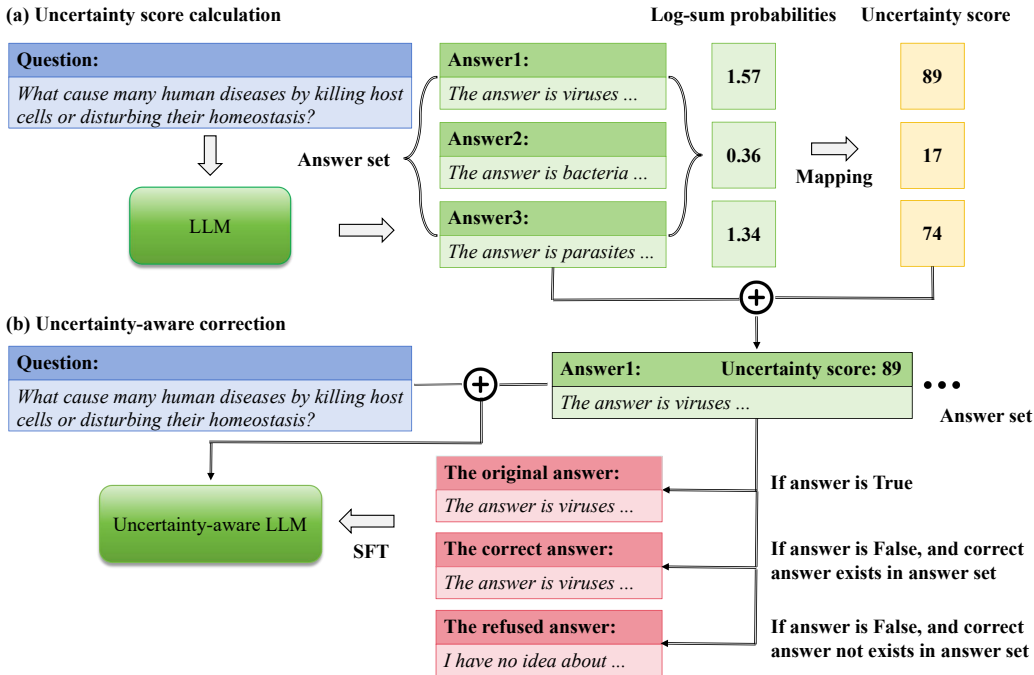 (a) Uncertainty score calculation
Log-sum probabilities
Uncertainty score
Question:
What cause many human diseases by killing host
cells or disturbing their homeostasis?
LLM
Answer set
Answer1:
The answer is viruses ...
Answer2:
The answer is bacteria ...
Answer3:
The answer is parasites ...
1.57
0.36
1.34
Mapping
89
17
74
(b) Uncertainty-aware correction
Question:
What cause many human diseases by killing host
cells or disturbing their homeostasis?
Answer1:
Uncertainty score: 89
The answer is viruses ...
Answer set
Uncertainty-aware LLM
SFT
The original answer:
The answer is viruses ...
If answer is True
The correct answer:
The answer is viruses ...
If answer is False, and correct
answer exists in answer set
The refused answer:
I have no idea about ...
If answer is False, and correct
answer not exists in answer set